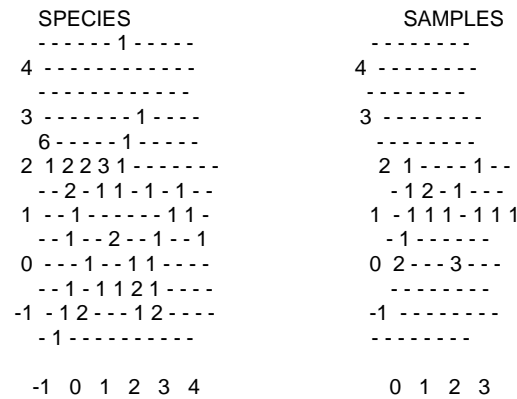 SPECIES SAMPLES
- - - - - - 1 - - - - - - - - - - - - -
4 - - - - - - - - - - - - 4 - - - - - - - -
- - - - - - - - - - - - - - - - - - - -
3 - - - - - - - 1 - - - - 3 - - - - - - - -
6 - - - - - 1 - - - - - - - - - - - - -
2 1 2 2 3 1 - - - - - - - 2 1 - - - - 1 - -
- - 2 - 1 1 - 1 - 1 - - - 1 2 - 1 - - -
1 - - 1 - - - - - - 1 1 - 1 - 1 1 1 - 1 1 1
- - 1 - - 2 - - 1 - - 1 - 1 - - - - - -
0 - - - 1 - - 1 1 - - - - 0 2 - - - 3 - - -
- - 1 - 1 1 2 1 - - - - - - - - - - - -
-1 - 1 2 - - - 1 2 - - - - -1 - - - - - - - -
- 1 - - - - - - - - - - - - - - - - - -
-1 0 1 2 3 4 0 1 2 3